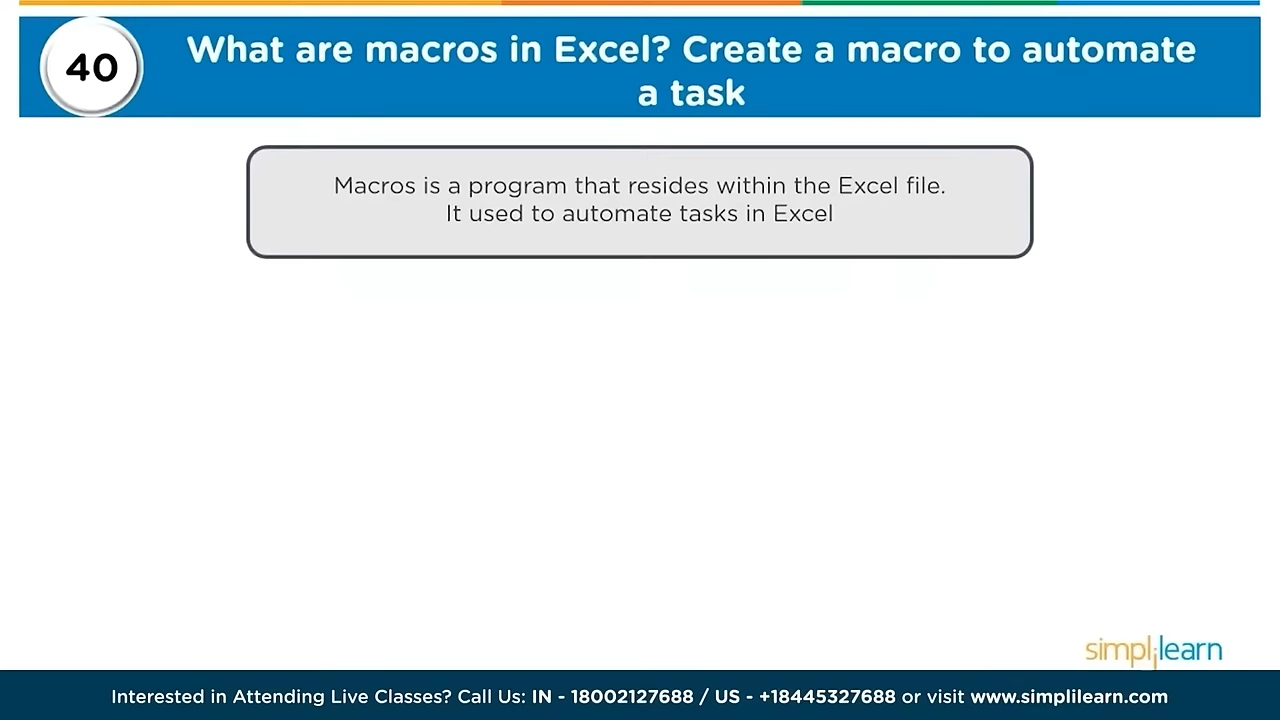 40
What are macros in Excel? Create a macro to automate
a task
Macros is a program that resides within the Excel file.
It used to automate tasks in Excel
simplilearn
Interested in Attending Live Classes? Call Us: IN - 18002127688 / US - +18445327688 or visit www.simplilearn.com